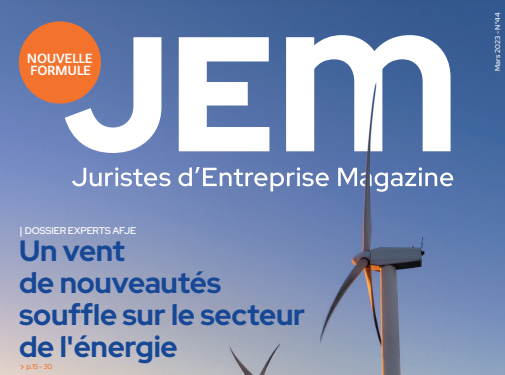 NOUVELLE
FORMULE
JEM
Mars 2023 - N°44
Juristes d'Entreprise Magazine
| DOSSIER EXPERTS AFJE
Un vent
de nouveautés
souffle sur le secteur
de l'énergie
> p.15 - 30